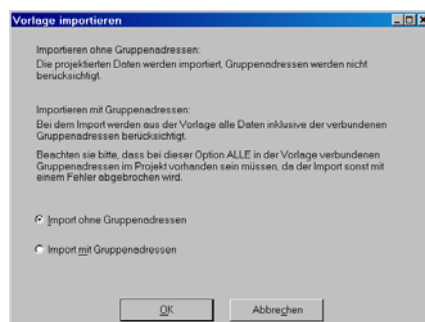 Vorlage importieren
Importieren ohne Gruppenadressen:
Die projektierten Daten werden importiert, Gruppenadressen werden nicht
berücksichtigt.
Importieren mit Gruppenadressen:
Bei dem Import werden aus der Vorlage alle Daten inklusive der verbundenen
Gruppenadressen berücksichtigt.
Beachten sie bitte, dass bei dieser Option ALLE in der Vorlage verbundenen
Gruppenadressen im Projekt vorhanden sein müssen, da der Import sonst mit
einem Fehler abgebrochen wird.
Import ohne Gruppenadressen
Import mit Gruppenadressen
OK
Abbrechen